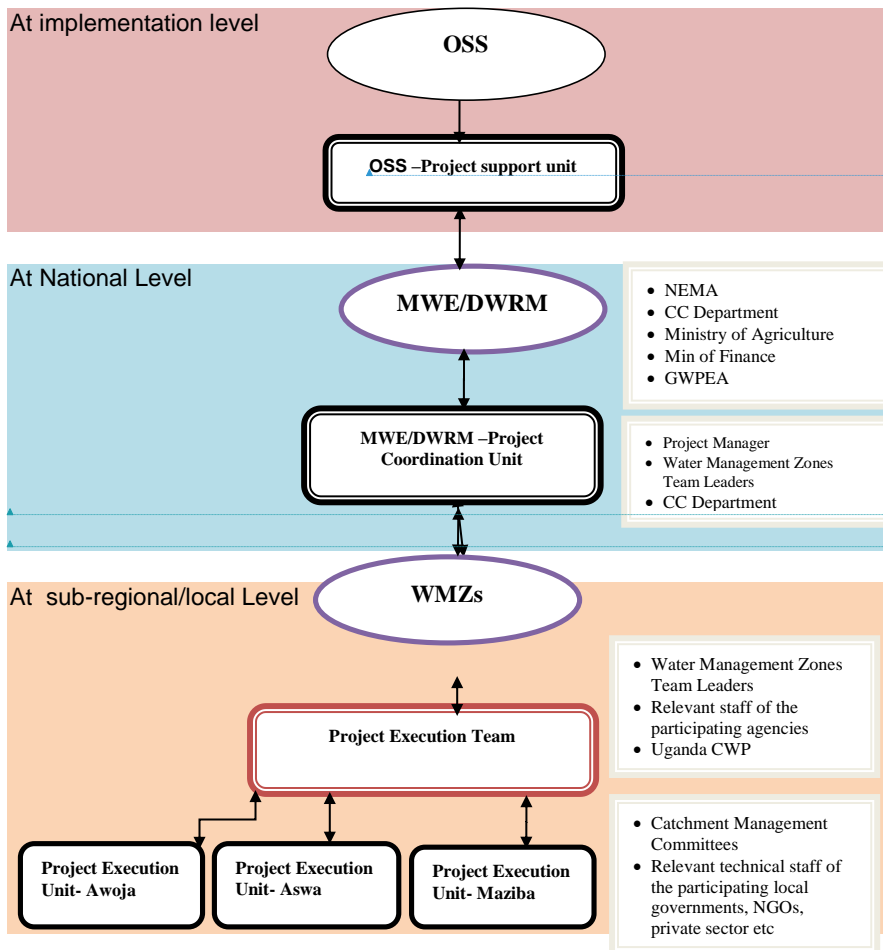 At implementation level
OSS
OSS –Project support unit
At National Level
MWE/DWRM
• NEMA
• CC Department
• Ministry of Agriculture
• Min of Finance
• GWPEA
MWE/DWRM –Project
Coordination Unit
• Project Manager
• Water Management Zones
Team Leaders
• CC Department
At sub-regional/local Level
WMZs
• Water Management Zones
Team Leaders
• Relevant staff of the
participating agencies
• Uganda CWP
Project Execution Team
• Catchment Management
Committees
• Relevant technical staff of
the participating local
governments, NGOs,
private sector etc
Project Execution
Unit- Awoja
Project Execution
Unit- Aswa
Project Execution
Unit- Maziba